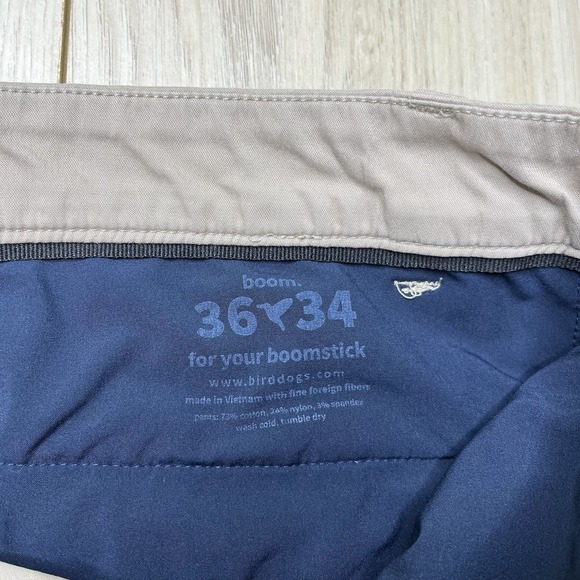 boom.
36 34
for your boomstick
www.birddogs.com
made in Vietnam with fine foreign fibers
pants: 73% cotton, 24% nylon, 3% spandex
wash cold, tumble dry